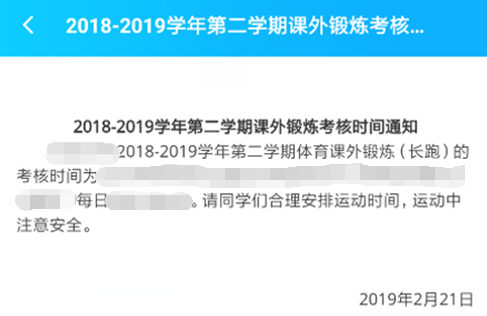 2018-2019学年第二学期课外锻炼考核...
2018-2019学年第二学期课外锻炼考核时间通知
2018-2019学年第二学期体育课外锻炼（长跑）的
考核时间为
每日。请同学们合理安排运动时间，运动中
注意安全。
2019年2月21日